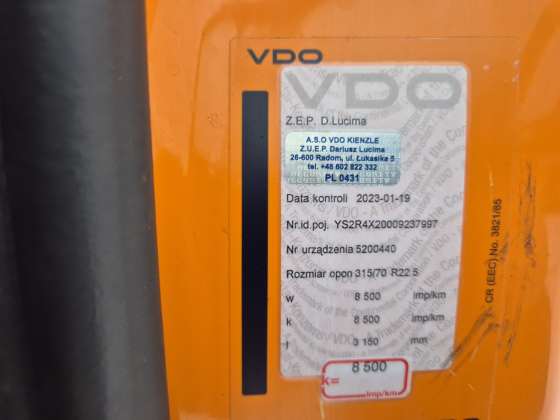 VDO
VDO
Z.E.P. D.Lucima
A.S.O VDO KIENZLE
Z.U.E.P. Dariusz Lucima
26-600 Radom, ul. Łukasika 5
tel. +48 602 822 332
PL 0431
Data kontroli 2023-01-19
Nr.id.poj. YS2R4X20009237997
Nr urządzenia 5200440
Rozmiar opon 315/70 R22.5
w 8 500 imp/km
k 8 500 imp/km
l 3 150 mm
8 500
k= imp/km
CR (EEC) No. 3821/85